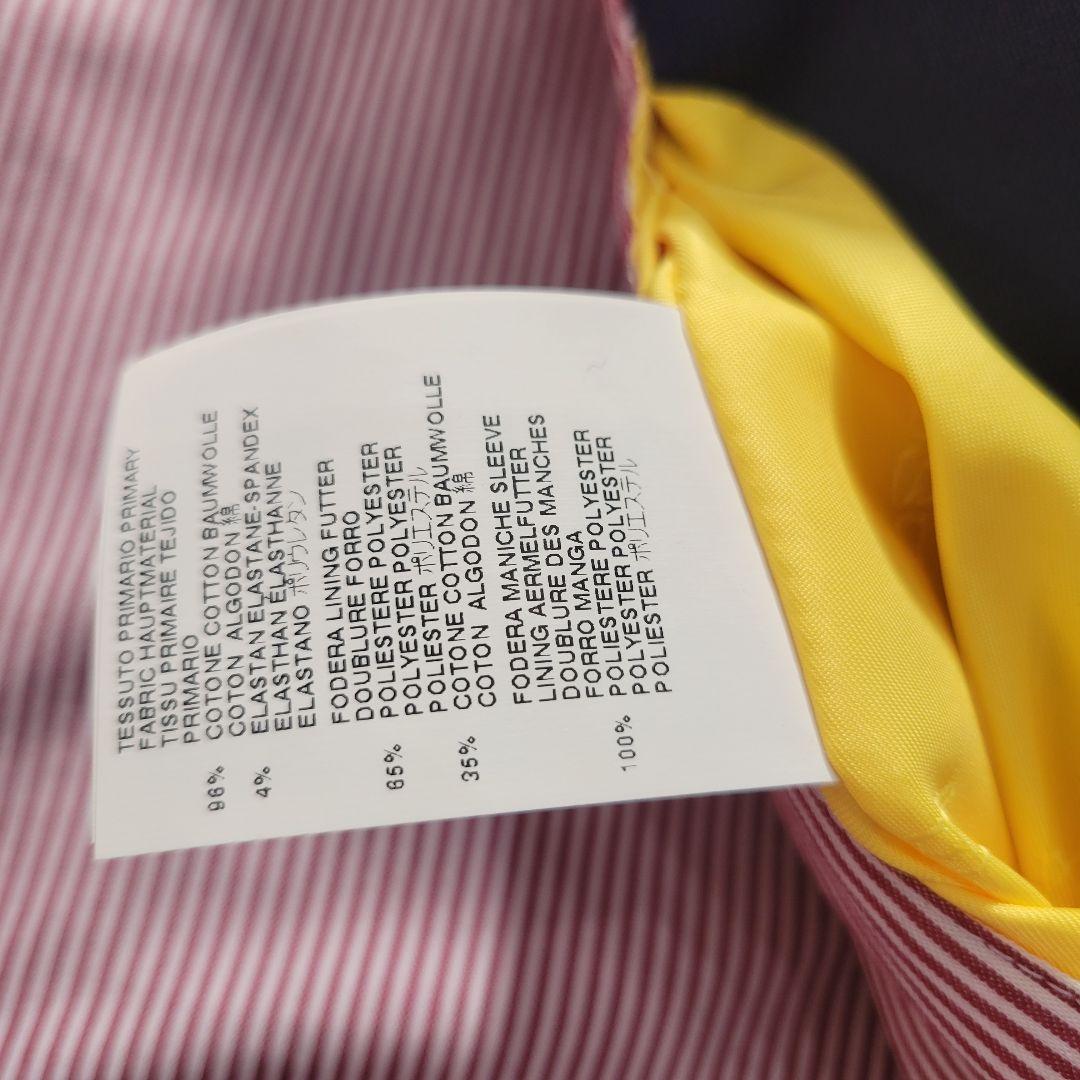 TESSUTO PRIMARIO PRIMARY
FABRIC HAUPTMATERIAL
TISSU PRIMAIRE TEJIDO
PRIMARIO
96% COTONE COTTON BAUMWOLLE
COTON ALGODON 綿
4% ELASTAN ELASTANE-SPANDEX
ELASTHAN ELASTHANNE
ELASTANO ポリウレタン
FODERA LINING FUTTER
DOUBLURE FORRO
65% POLIESTERE POLYESTER
POLYESTER POLYESTER
POLIESTER ポリエステル
35% COTONE COTTON BAUMWOLLE
COTON ALGODON 綿
FODERA MANICHE SLEEVE
LINING AERMELFUTTER
DOUBLURE DES MANCHES
FORRO MANGA
100% POLIESTERE POLYESTER
POLYESTER POLYESTER
POLIESTER ポリエステル